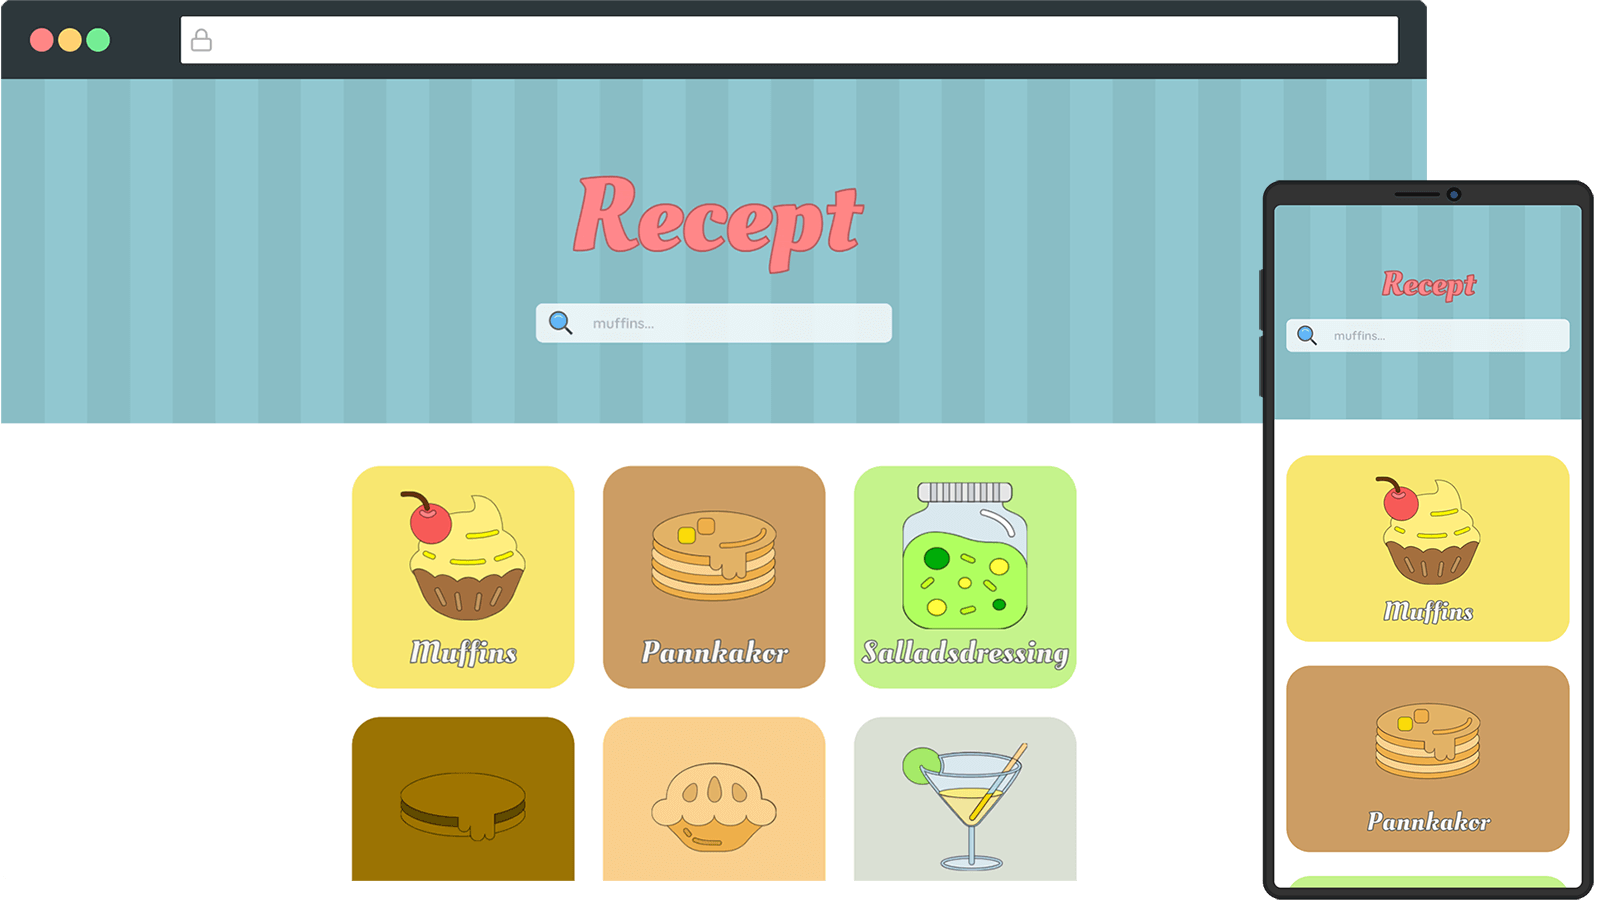 Recept
muffins...
Muffins
Pannkakor
Salladsdressing
Recept
muffins...
Muffins
Pannkakor